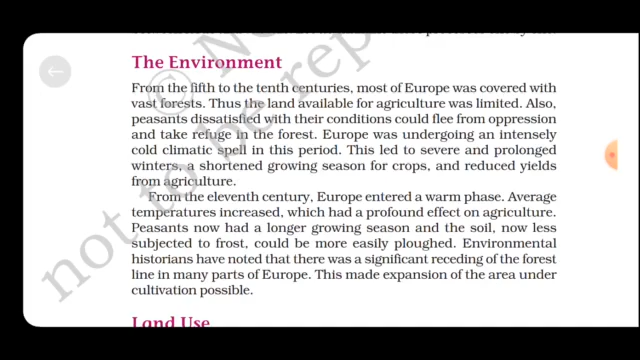 The Environment
From the fifth to the tenth centuries, most of Europe was covered with
vast forests. Thus the land available for agriculture was limited. Also,
peasants dissatisfied with their conditions could flee from oppression
and take refuge in the forest. Europe was undergoing an intensely
cold climatic spell in this period. This led to severe and prolonged
winters, a shortened growing season for crops, and reduced yields
from agriculture.
From the eleventh century, Europe entered a warm phase. Average
temperatures increased, which had a profound effect on agriculture.
Peasants now had a longer growing season and the soil, now less
subjected to frost, could be more easily ploughed. Environmental
historians have noted that there was a significant receding of the forest
line in many parts of Europe. This made expansion of the area under
cultivation possible.
Land Use
©
not to be